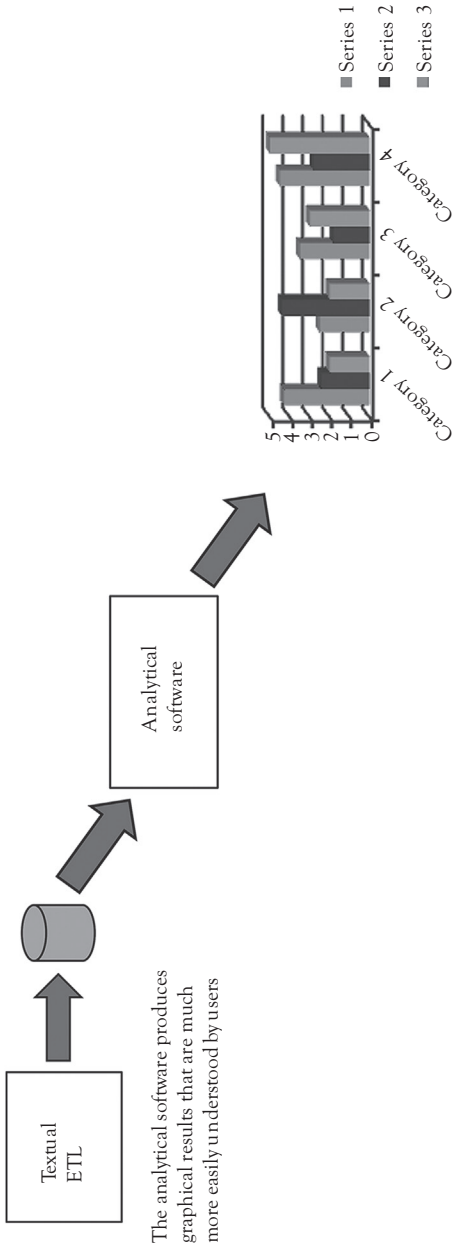 Textual
ETL
The analytical software produces
graphical results that are much
more easily understood by users
Analytical
software
5
4
3
2
1
0
Category 1
Category 2
Category 3
Category 4
Series 1
Series 2
Series 3